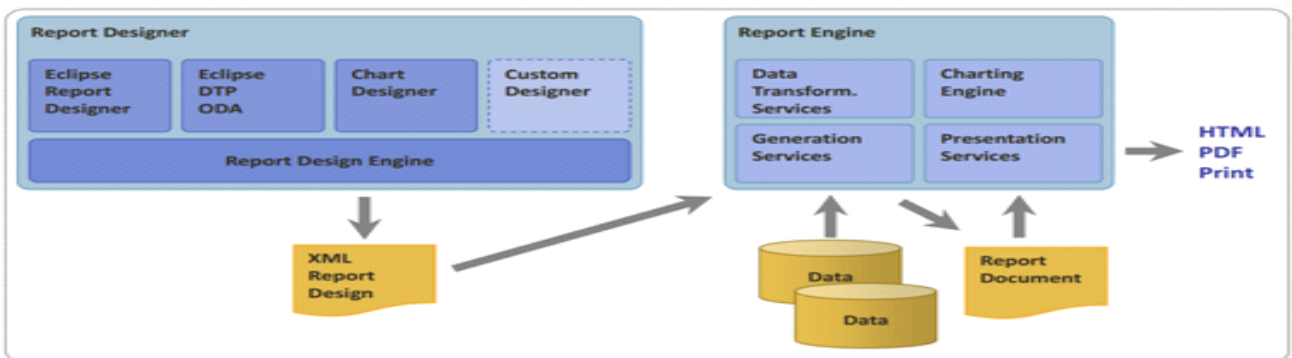 Report Designer
Eclipse
Report
Designer
Eclipse
DTP
ODA
Chart
Designer
Custom
Designer
Report Design Engine
XML
Report
Design
Report Engine
Data
Transform.
Services
Charting
Engine
Generation
Services
Presentation
Services
HTML
PDF
Print
Data
Data
Report
Document